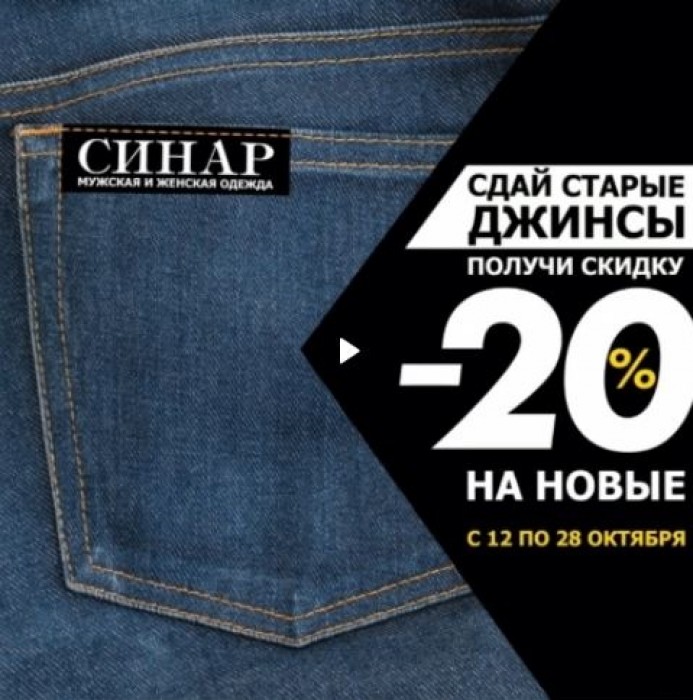 СИНАР
МУЖСКАЯ И ЖЕНСКАЯ ОДЕЖДА
СДАЙ СТАРЫЕ
ДЖИНСЫ
ПОЛУЧИ СКИДКУ
-20%
НА НОВЫЕ
С 12 ПО 28 ОКТЯБРЯ